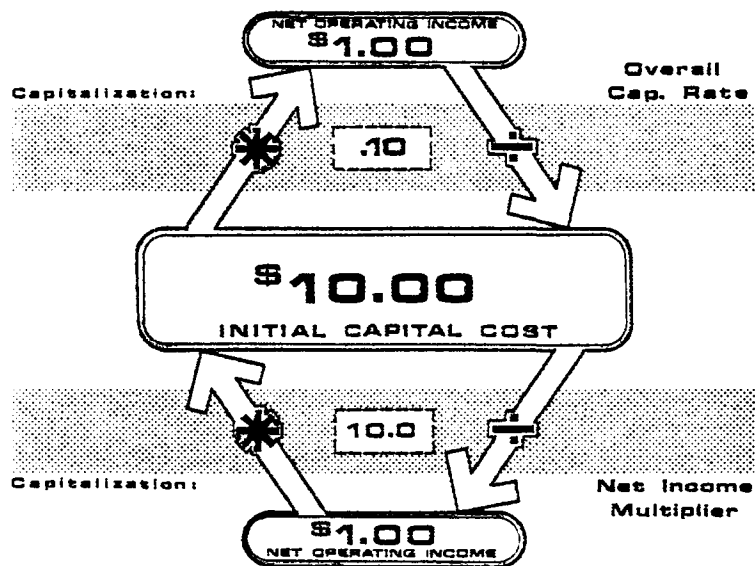 NET OPERATING INCOME
$1.00
Capitalization:
Overall
Cap. Rate
.10
$10.00
INITIAL CAPITAL COST
10.0
Capitalization:
Net Income
Multiplier
$1.00
NET OPERATING INCOME